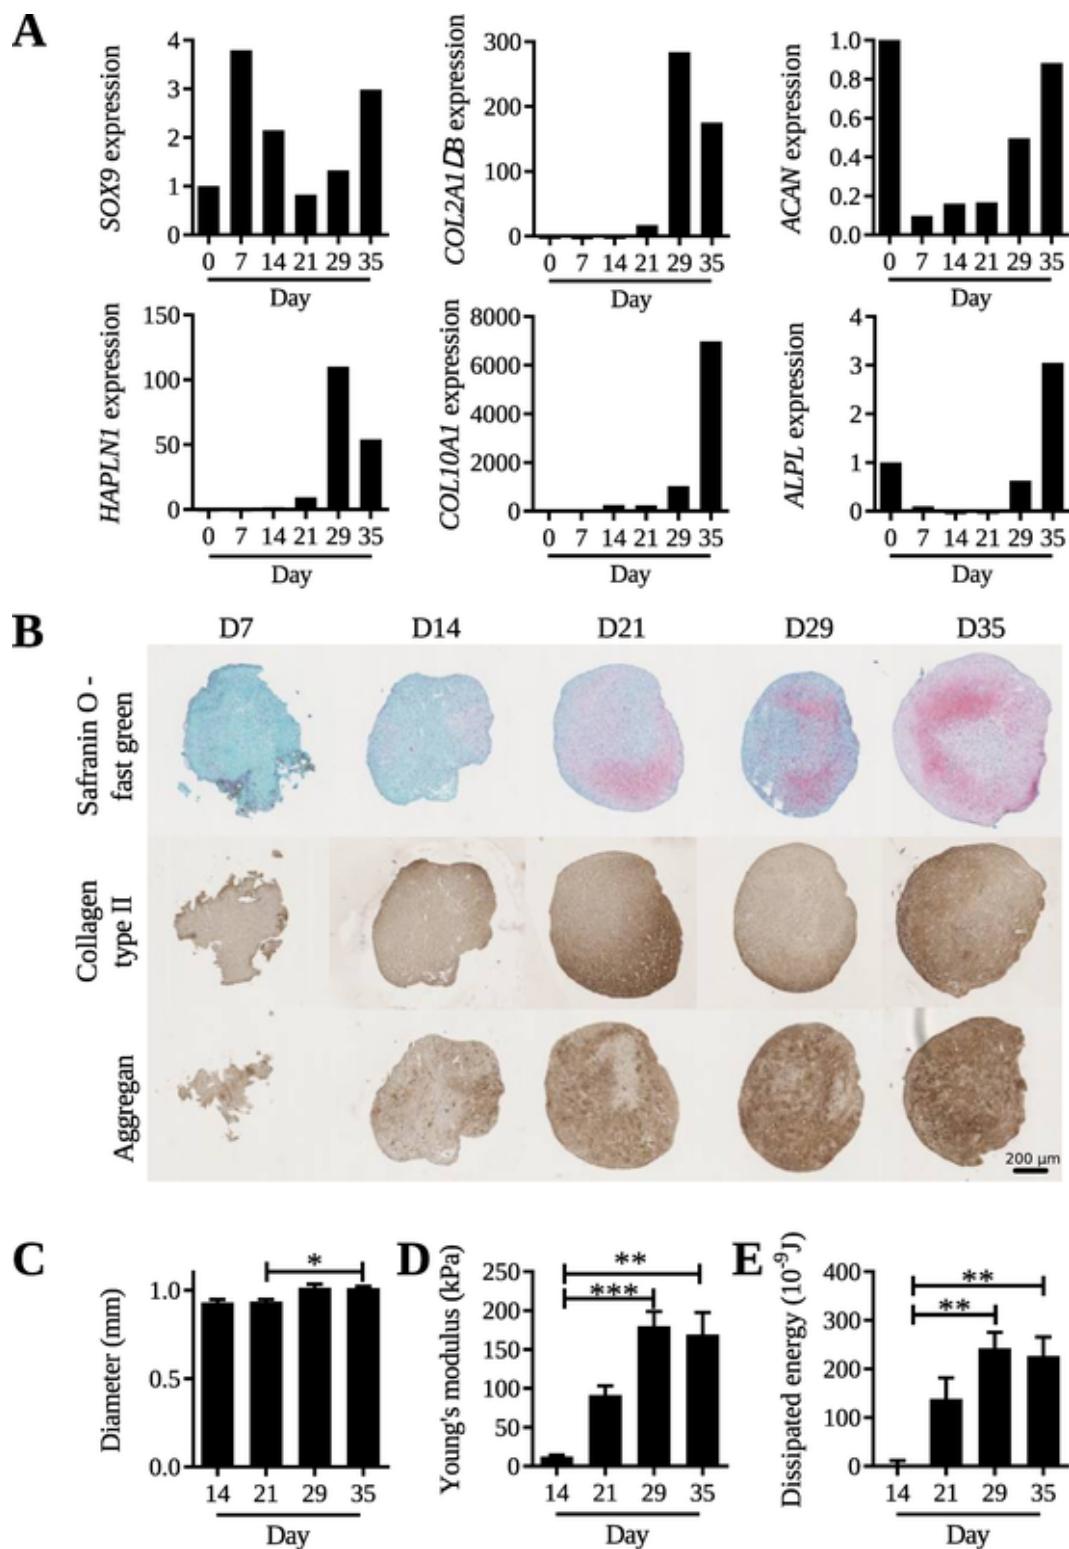 A
SOX9 expression
4
3
2
1
0
0 7 14 21 29 35
Day
COL2A1DB expression
300
200
100
0
0 7 14 21 29 35
Day
ACAN expression
1.0
0.8
0.6
0.4
0.2
0.0
0 7 14 21 29 35
Day
HAPLN1 expression
150
100
50
0
0 7 14 21 29 35
Day
COL10A1 expression
8000
6000
4000
2000
0
0 7 14 21 29 35
Day
ALPL expression
4
3
2
1
0
0 7 14 21 29 35
Day
B
D7 D14 D21 D29 D35
Safranin O -
fast green
Collagen
type II
Aggregan
200 µm
C
Diameter (mm)
1.0
0.5
0.0
*
14 21 29 35
Day
D
Young's modulus (kPa)
250
200
150
100
50
0
**
***
14 21 29 35
Day
E
Dissipated energy (10-9J)
400
300
200
100
0
**
**
14 21 29 35
Day